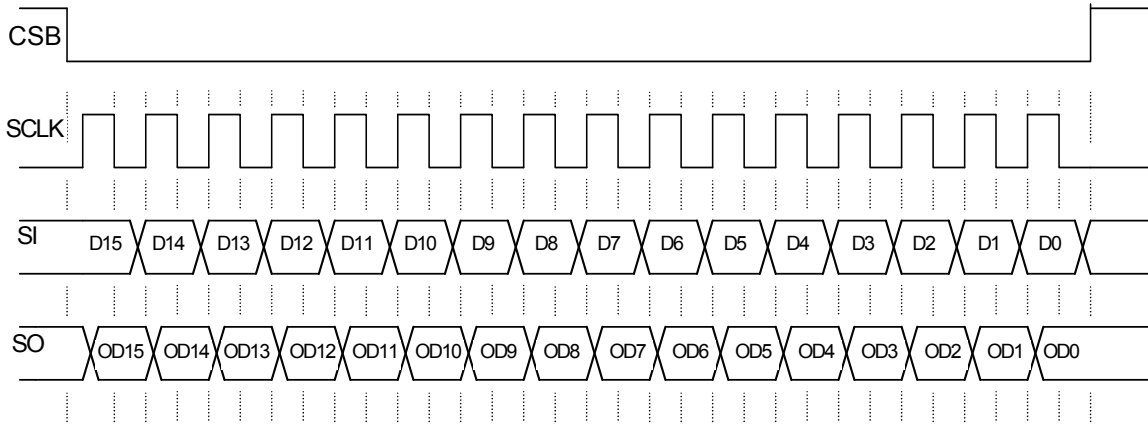 CSB
SCLK
SI D15 D14 D13 D12 D11 D10 D9 D8 D7 D6 D5 D4 D3 D2 D1 D0
SO OD15 OD14 OD13 OD12 OD11 OD10 OD9 OD8 OD7 OD6 OD5 OD4 OD3 OD2 OD1 OD0